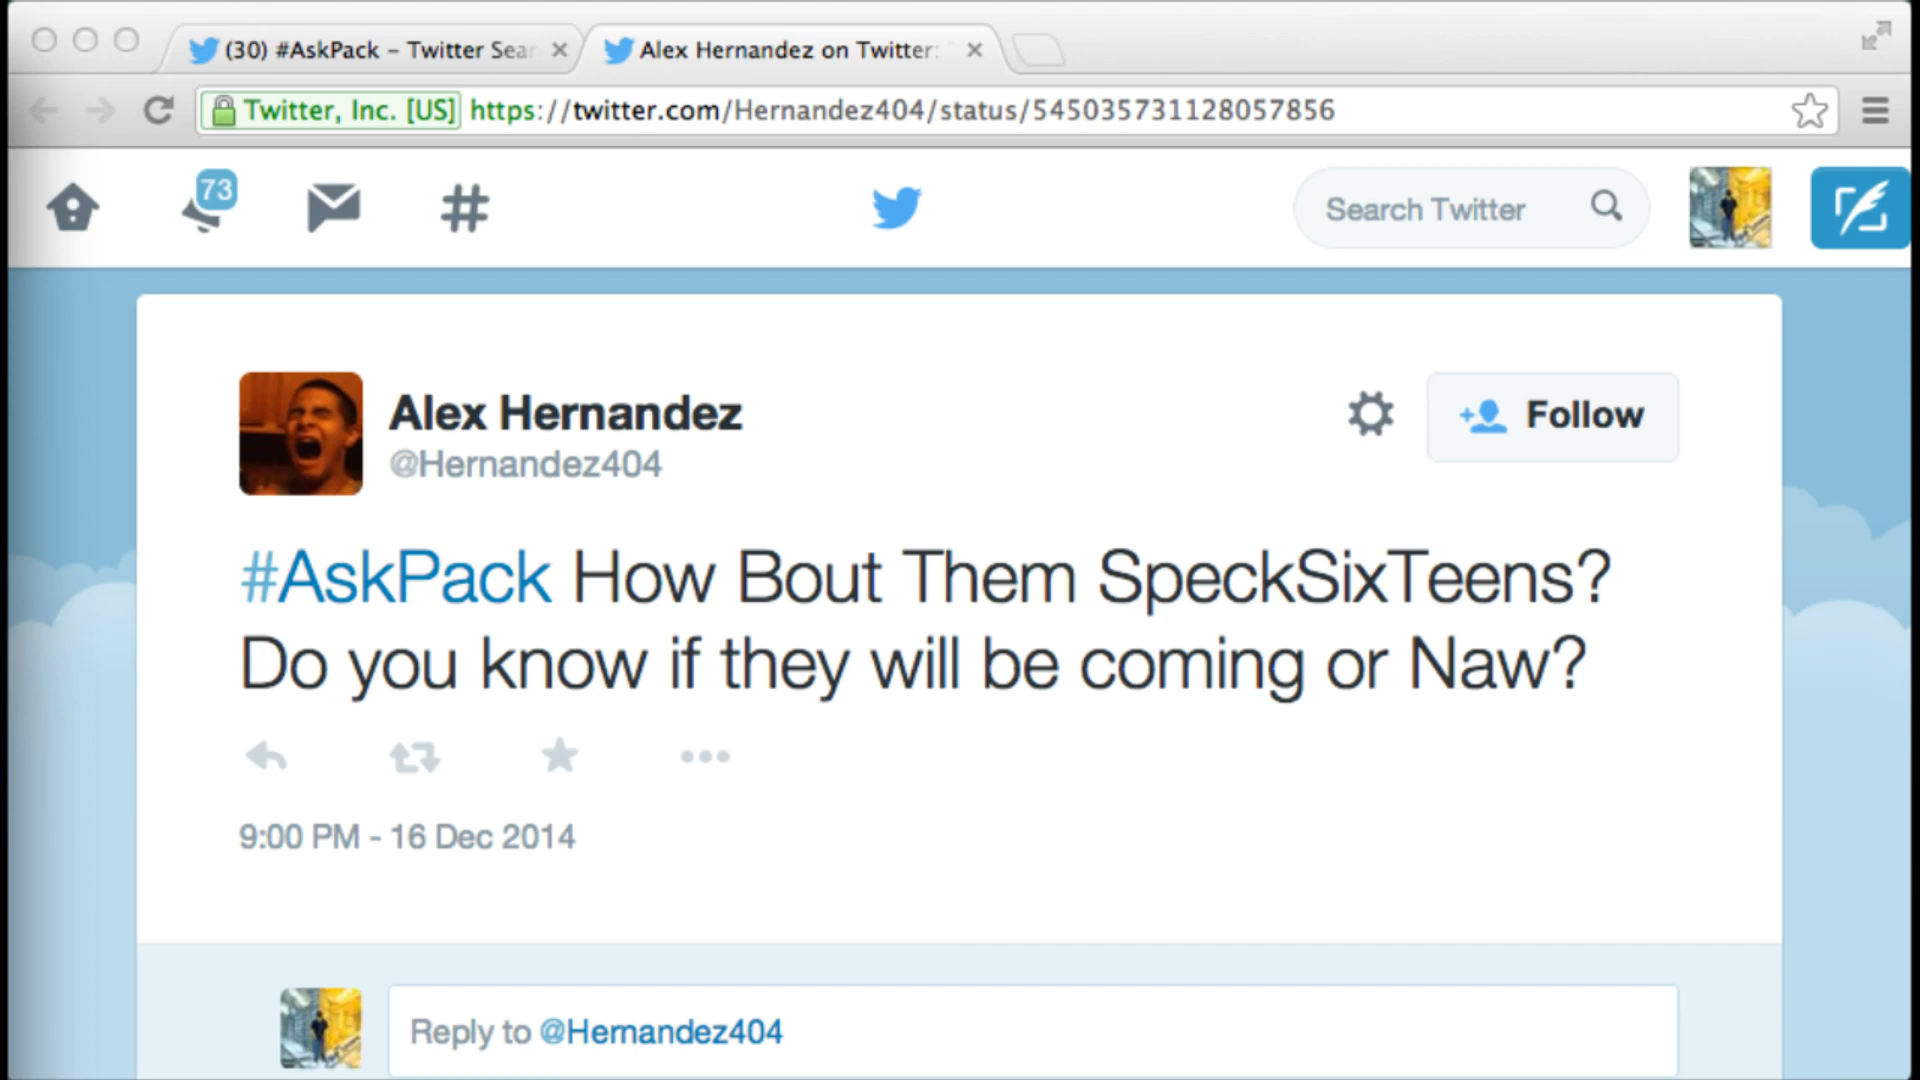 (30) #AskPack – Twitter Sear
Alex Hernandez on Twitter: "
Twitter, Inc. [US] https://twitter.com/Hernandez404/status/545035731128057856
73
Search Twitter
Alex Hernandez
@Hernandez404
Follow
#AskPack How Bout Them SpeckSixTeens?
Do you know if they will be coming or Naw?
9:00 PM - 16 Dec 2014
Reply to @Hernandez404